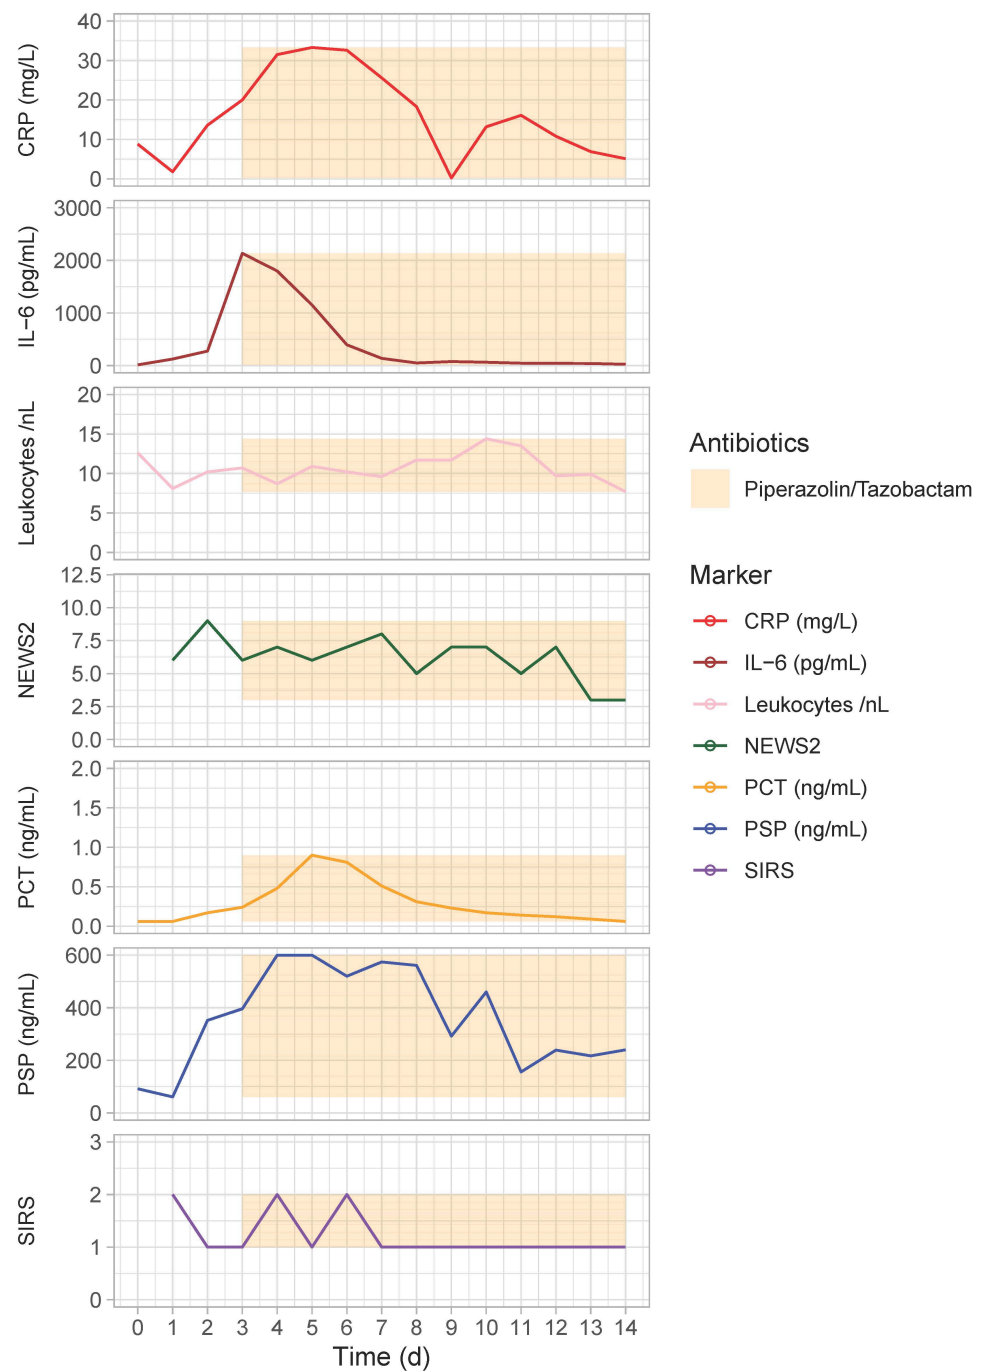 CRP (mg/L)
40
30
20
10
0
IL−6 (pg/mL)
3000
2000
1000
0
Leukocytes /nL
20
15
10
5
0
NEWS2
12.5
10.0
7.5
5.0
2.5
0.0
PCT (ng/mL)
2.0
1.5
1.0
0.5
0.0
PSP (ng/mL)
600
400
200
0
SIRS
3
2
1
0
0 1 2 3 4 5 6 7 8 9 10 11 12 13 14
Time (d)
Antibiotics
Piperazolin/Tazobactam
Marker
CRP (mg/L)
IL−6 (pg/mL)
Leukocytes /nL
NEWS2
PCT (ng/mL)
PSP (ng/mL)
SIRS